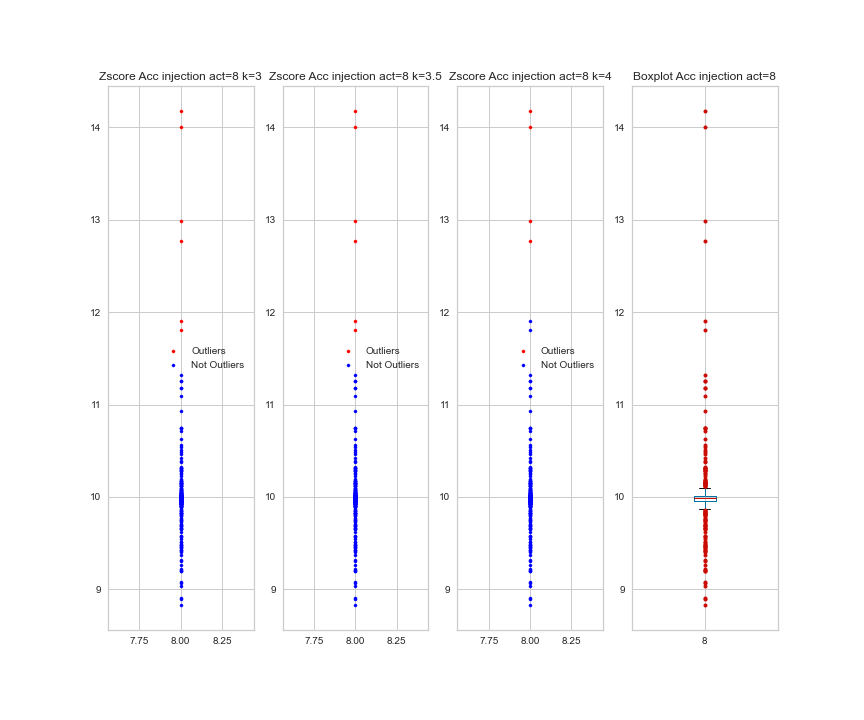 Zscore Acc injection act=8 k=3
14
13
12
11
10
9
7.75 8.00 8.25
Outliers
Not Outliers
Zscore Acc injection act=8 k=3.5
14
13
12
11
10
9
7.75 8.00 8.25
Outliers
Not Outliers
Zscore Acc injection act=8 k=4
14
13
12
11
10
9
7.75 8.00 8.25
Outliers
Not Outliers
Boxplot Acc injection act=8
14
13
12
11
10
9
8